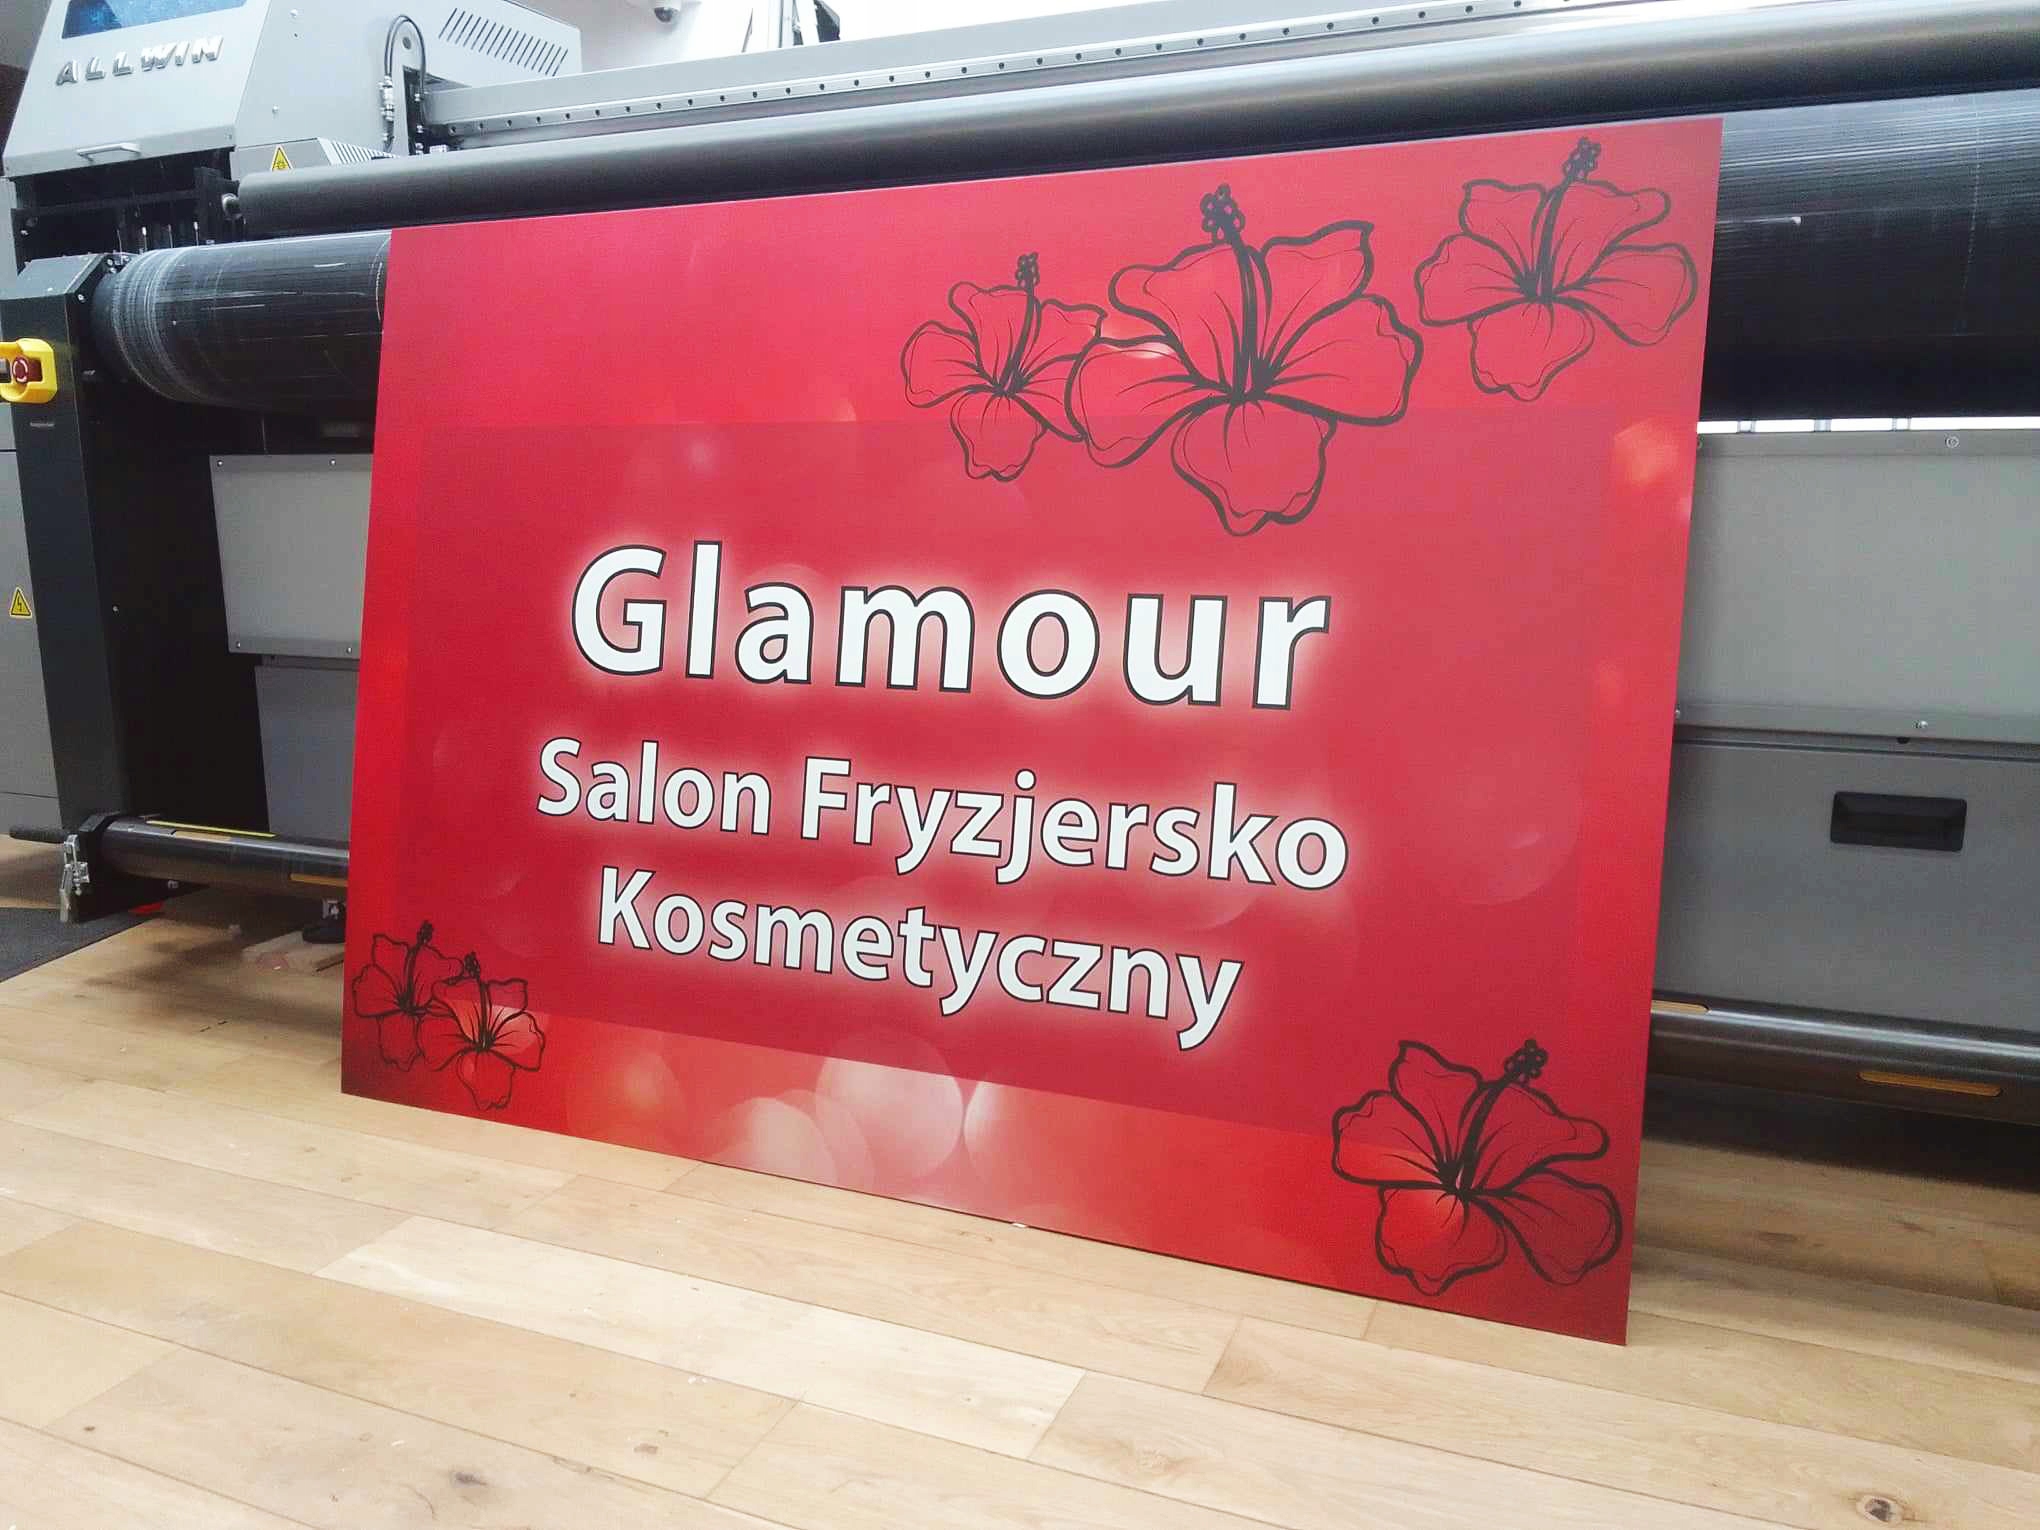 ALLWIN
Glamour
Salon Fryzjersko
Kosmetyczny